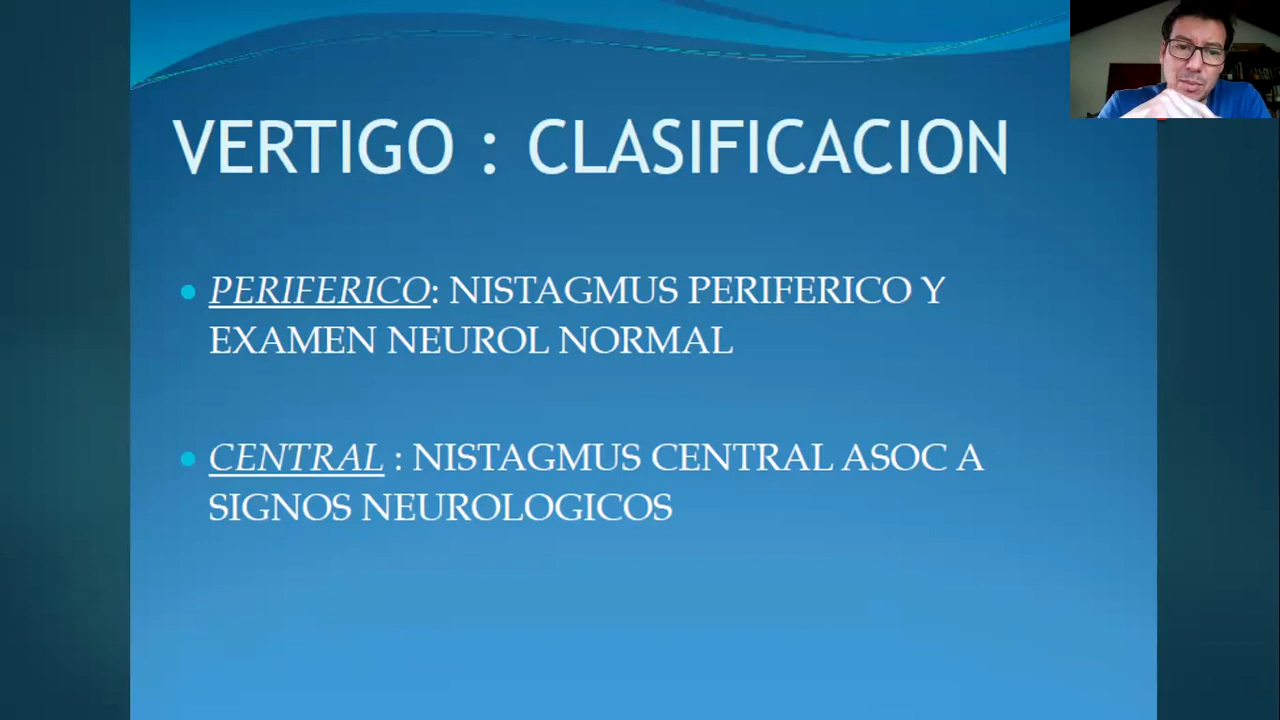 VERTIGO : CLASIFICACION
PERIFERICO: NISTAGMUS PERIFERICO Y
EXAMEN NEUROL NORMAL
CENTRAL : NISTAGMUS CENTRAL ASOC A
SIGNOS NEUROLOGICOS